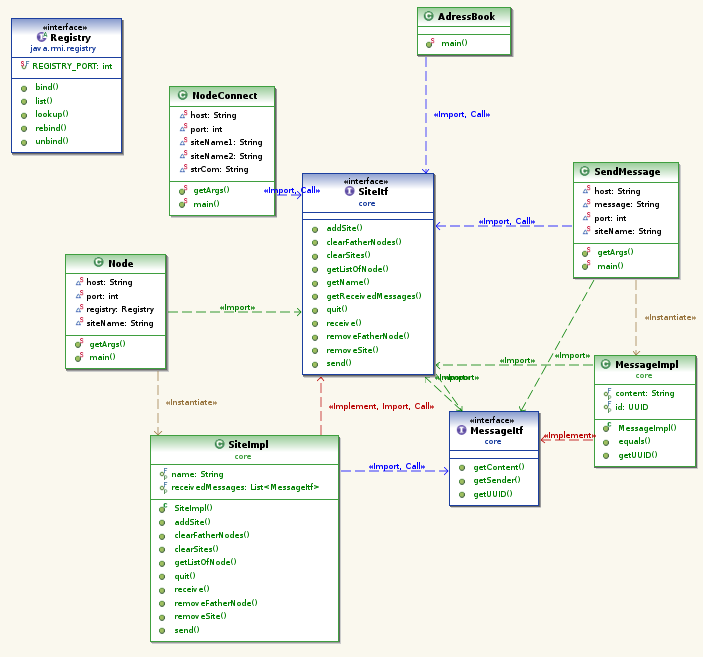 «interface»
Registry
java.rmi.registry
REGISTRY_PORT: int
bind()
list()
lookup()
rebind()
unbind()
AdressBook
main()
«Import, Call»
NodeConnect
host: String
port: int
siteName1: String
siteName2: String
strCom: String
getArgs()
main()
«Import, Call»
«interface»
SiteItf
core
addSite()
clearFatherNodes()
clearSites()
getListOfNode()
getName()
getReceivedMessages()
quit()
receive()
removeFatherNode()
removeSite()
send()
SendMessage
host: String
message: String
port: int
siteName: String
getArgs()
main()
«Import, Call»
Node
host: String
port: int
registry: Registry
siteName: String
getArgs()
main()
«Import»
«Instantiate»
«Instantiate»
«Import»
«Import»
«Import»
«Import»
MessageImpl
core
content: String
id: UUID
MessageImpl()
equals()
getUUID()
«Implement, Import, Call»
«interface»
MessageItf
core
getContent()
getSender()
getUUID()
«Implement»
SiteImpl
core
name: String
receivedMessages: List<MessageItf>
SiteImpl()
addSite()
clearFatherNodes()
clearSites()
getListOfNode()
quit()
receive()
removeFatherNode()
removeSite()
send()
«Import, Call»